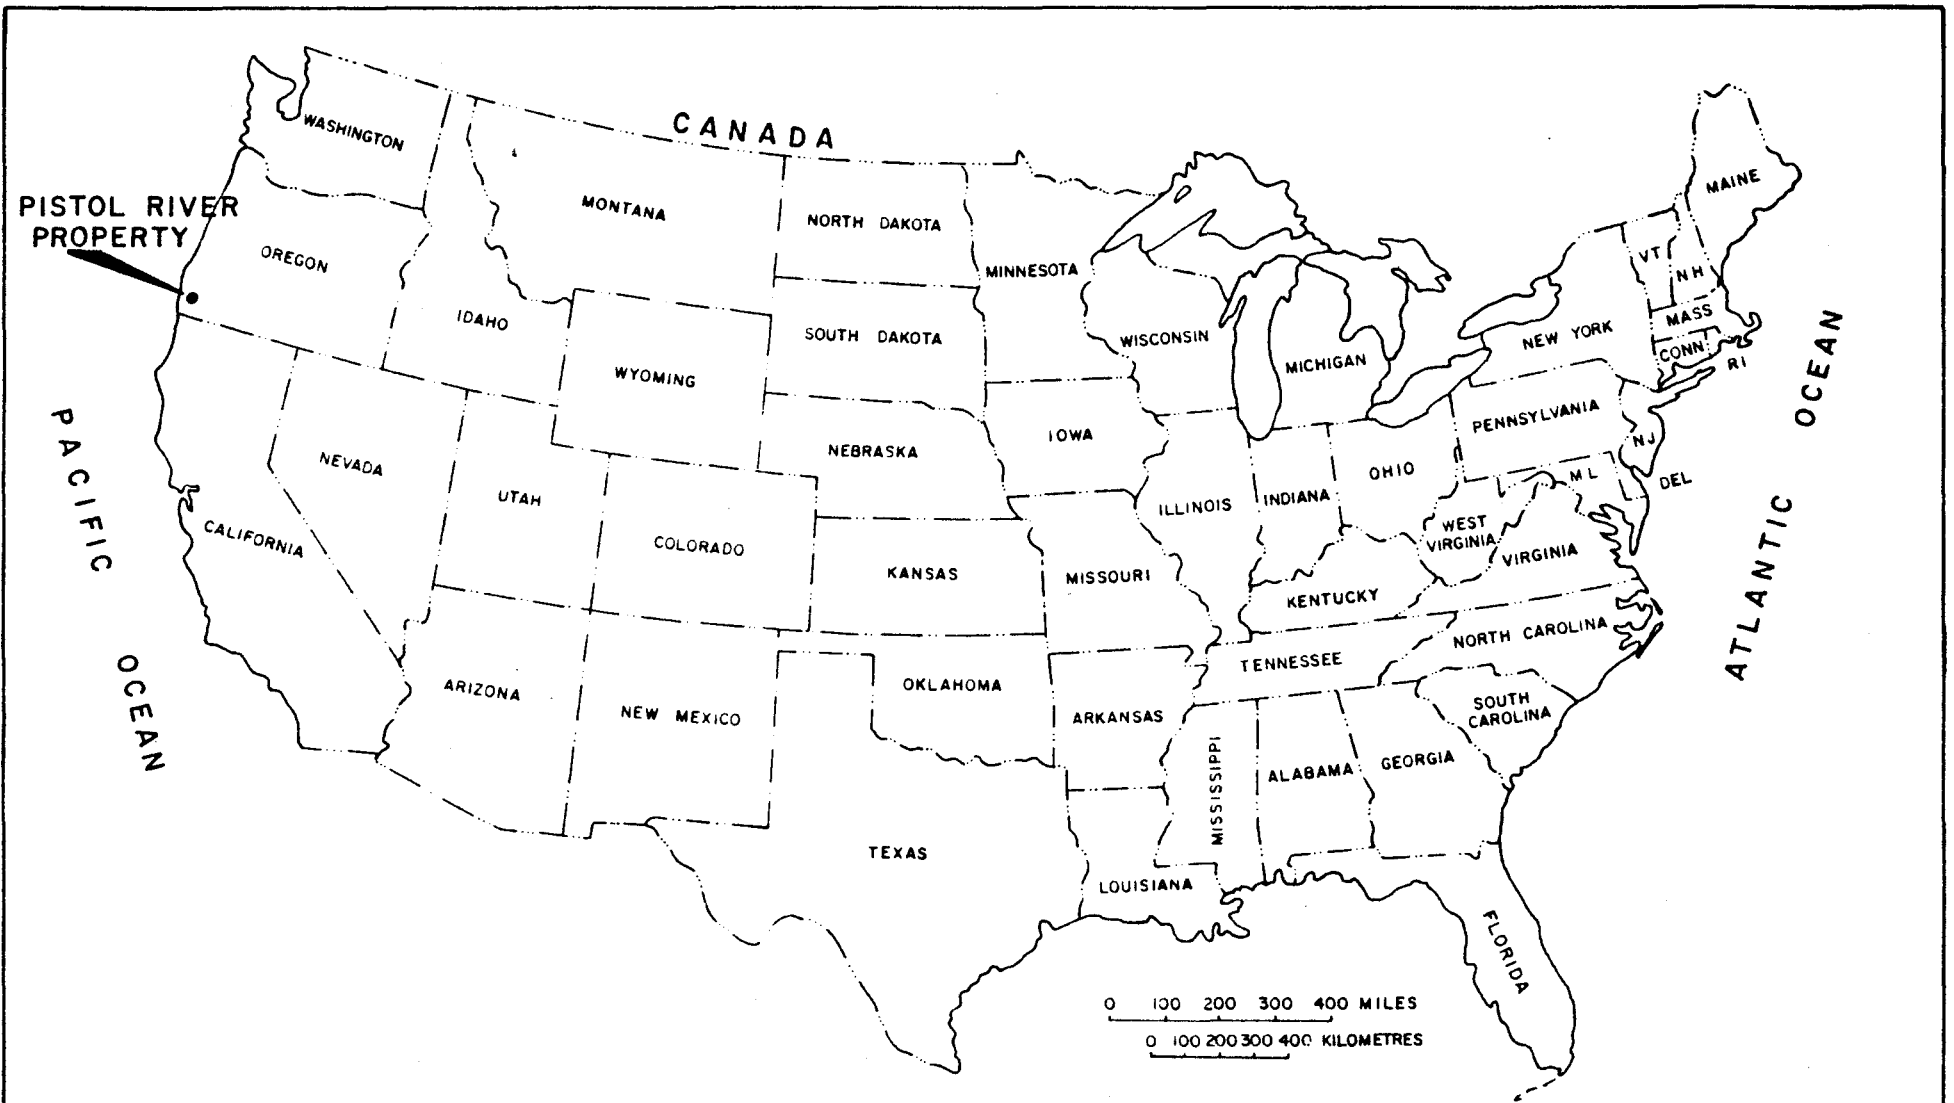 CANADA
WASHINGTON
MAINE
PISTOL RIVER
PROPERTY
MONTANA
NORTH DAKOTA
OREGON
MINNESOTA
VT
NH
IDAHO
SOUTH DAKOTA
WISCONSIN
MICHIGAN
NEW YORK
MASS
CONN
RI
WYOMING
PENNSYLVANIA
NJ
NEBRASKA
IOWA
OHIO
ML
DEL
NEVADA
UTAH
ILLINOIS
INDIANA
WEST
VIRGINIA
VIRGINIA
CALIFORNIA
COLORADO
KANSAS
MISSOURI
KENTUCKY
NORTH CAROLINA
TENNESSEE
ARIZONA
NEW MEXICO
OKLAHOMA
ARKANSAS
SOUTH
CAROLINA
MISSISSIPPI
ALABAMA
GEORGIA
TEXAS
LOUISIANA
FLORIDA
PACIFIC
OCEAN
ATLANTIC OCEAN
0 100 200 300 400 MILES
0 100 200 300 400 KILOMETRES